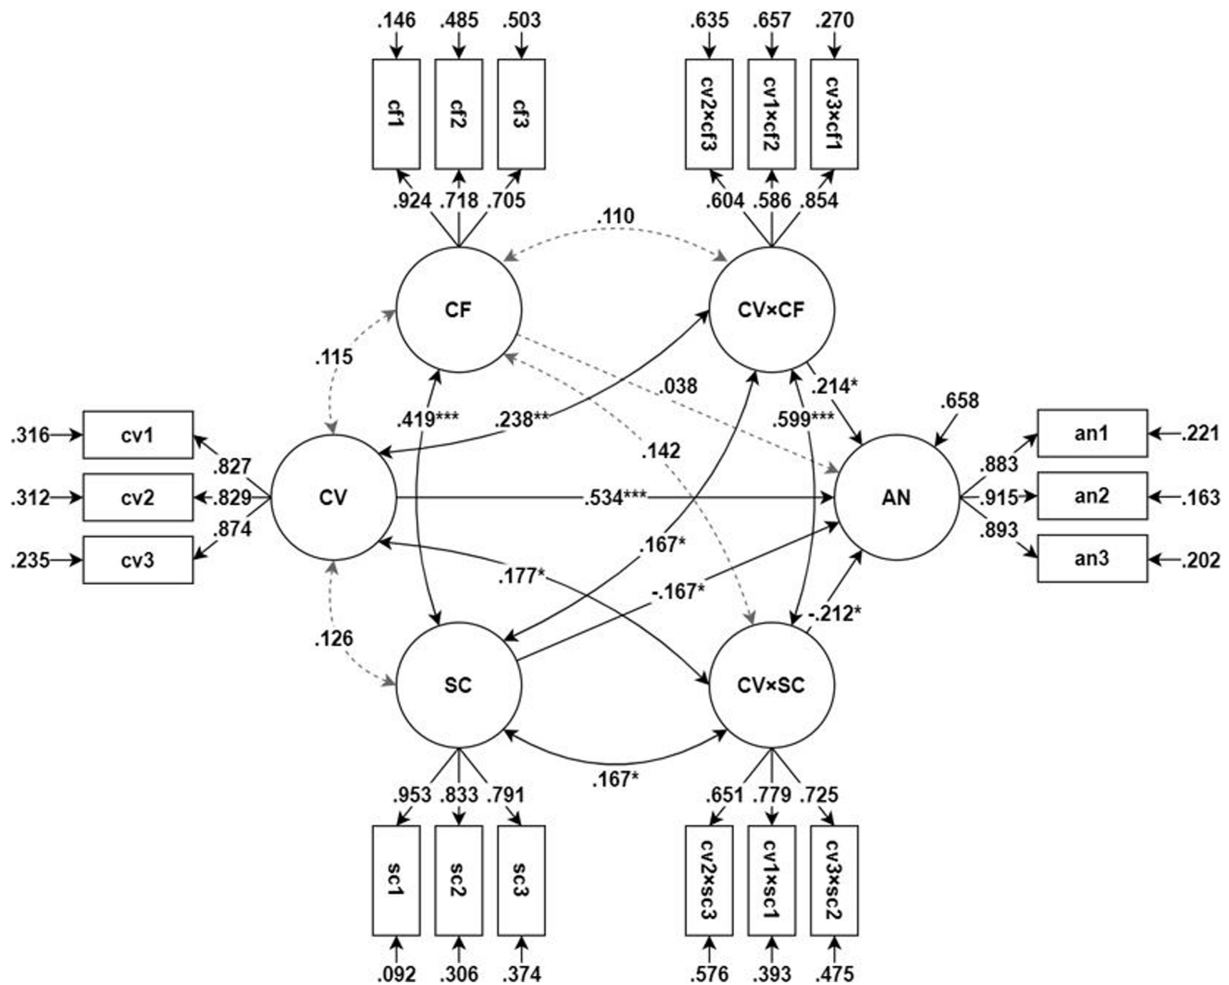 .146 .485 .503 .635 .657 .270
cf1 cf2 cf3 cv2×cf3 cv1×cf2 cv3×cf1
.924 .718 .705 .604 .586 .854
.110
CF CV×CF
.115 .038 .214*
.419*** .238** .599*** .658
.316 cv1 .827 .142 .883 an1 .221
.312 cv2 .829 CV .534*** AN .915 an2 .163
.874 .893
.235 cv3 .177* .167* an3 .202
-.167* -.212*
.126
SC CV×SC
.167*
.953 .833 .791 .651 .779 .725
sc1 sc2 sc3 cv2×sc3 cv1×sc1 cv3×sc2
.092 .306 .374 .576 .393 .475